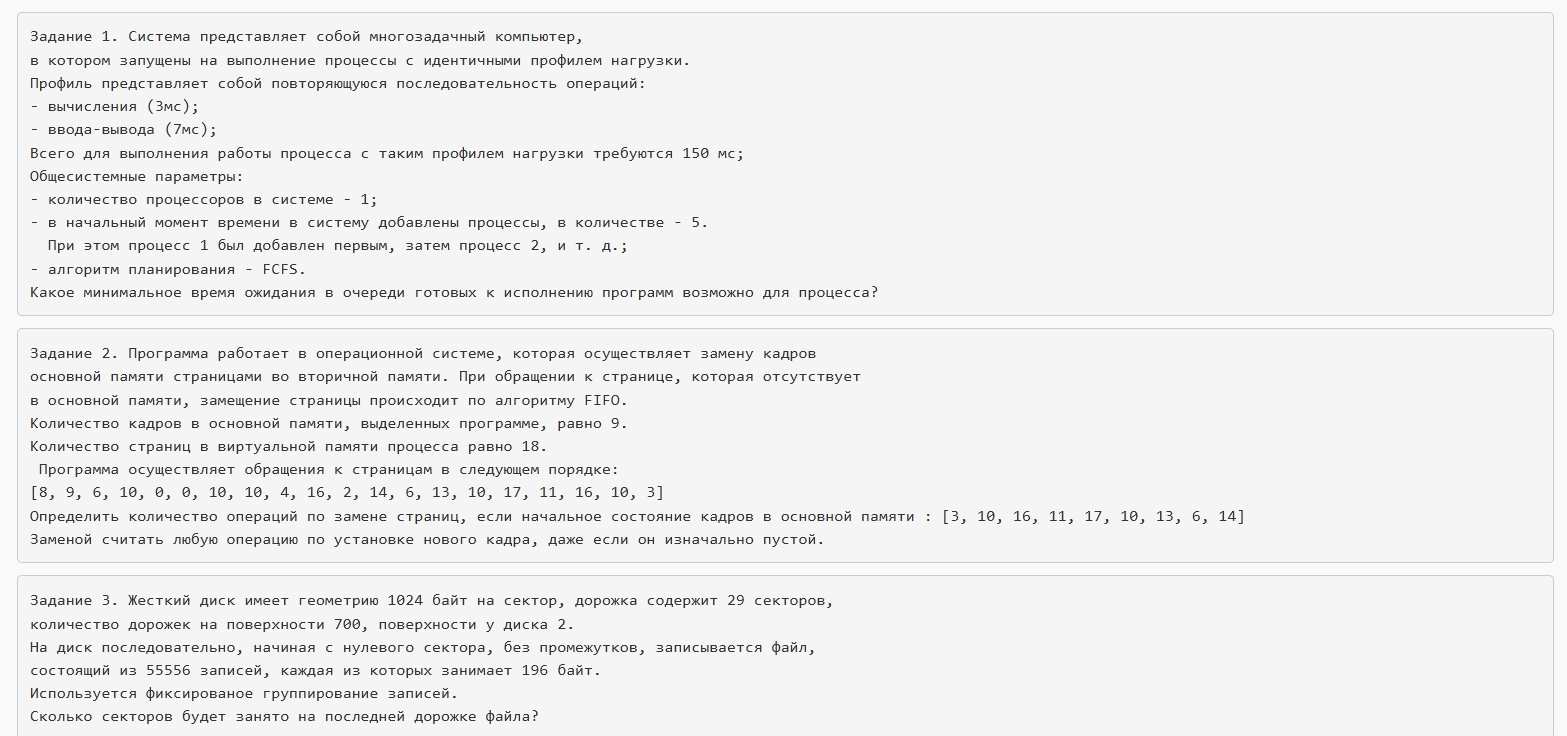 Задание 1. Система представляет собой многозадачный компьютер,
в котором запущены на выполнение процессы с идентичными профилем нагрузки.
Профиль представляет собой повторяющуюся последовательность операций:
- вычисления (3мс);
- ввода-вывода (7мс);
Всего для выполнения работы процесса с таким профилем нагрузки требуются 150 мс;
Общесистемные параметры:
- количество процессоров в системе - 1;
- в начальный момент времени в систему добавлены процессы, в количестве - 5.
При этом процесс 1 был добавлен первым, затем процесс 2, и т. д.;
- алгоритм планирования - FCFS.
Какое минимальное время ожидания в очереди готовых к исполнению программ возможно для процесса?
Задание 2. Программа работает в операционной системе, которая осуществляет замену кадров
основной памяти страницами во вторичной памяти. При обращении к странице, которая отсутствует
в основной памяти, замещение страницы происходит по алгоритму FIFO.
Количество кадров в основной памяти, выделенных программе, равно 9.
Количество страниц в виртуальной памяти процесса равно 18.
Программа осуществляет обращения к страницам в следующем порядке:
[8, 9, 6, 10, 0, 0, 10, 10, 4, 16, 2, 14, 6, 13, 10, 17, 11, 16, 10, 3]
Определить количество операций по замене страниц, если начальное состояние кадров в основной памяти : [3, 10, 16, 11, 17, 10, 13, 6, 14]
Заменой считать любую операцию по установке нового кадра, даже если он изначально пустой.
Задание 3. Жесткий диск имеет геометрию 1024 байт на сектор, дорожка содержит 29 секторов,
количество дорожек на поверхности 700, поверхности у диска 2.
На диск последовательно, начиная с нулевого сектора, без промежутков, записывается файл,
состоящий из 55556 записей, каждая из которых занимает 196 байт.
Используется фиксированое группирование записей.
Сколько секторов будет занято на последней дорожке файла?